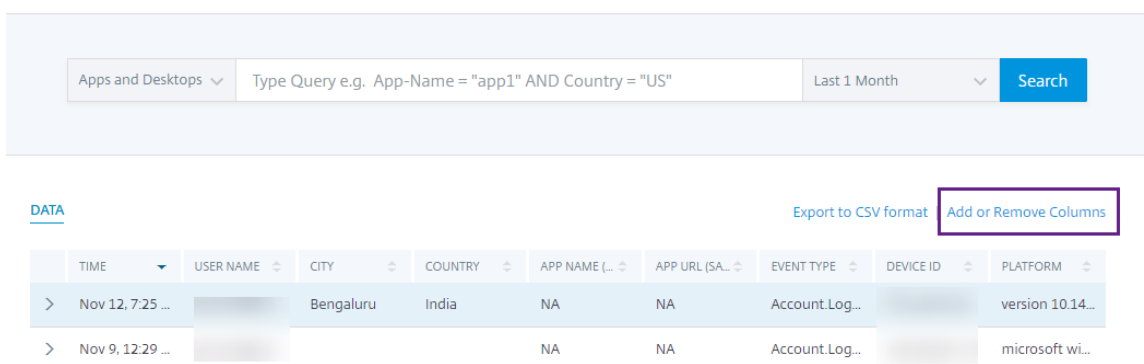 Apps and Desktops Type Query e.g. App-Name = "app1" AND Country = "US" Last 1 Month Search
DATA
Export to CSV format | Add or Remove Columns
TIME USER NAME CITY COUNTRY APP NAME (... APP URL (SA... EVENT TYPE DEVICE ID PLATFORM
Nov 12, 7:25 ... Bengaluru India NA NA Account.Log... version 10.14...
Nov 9, 12:29 ... NA NA Account.Log... microsoft wi...